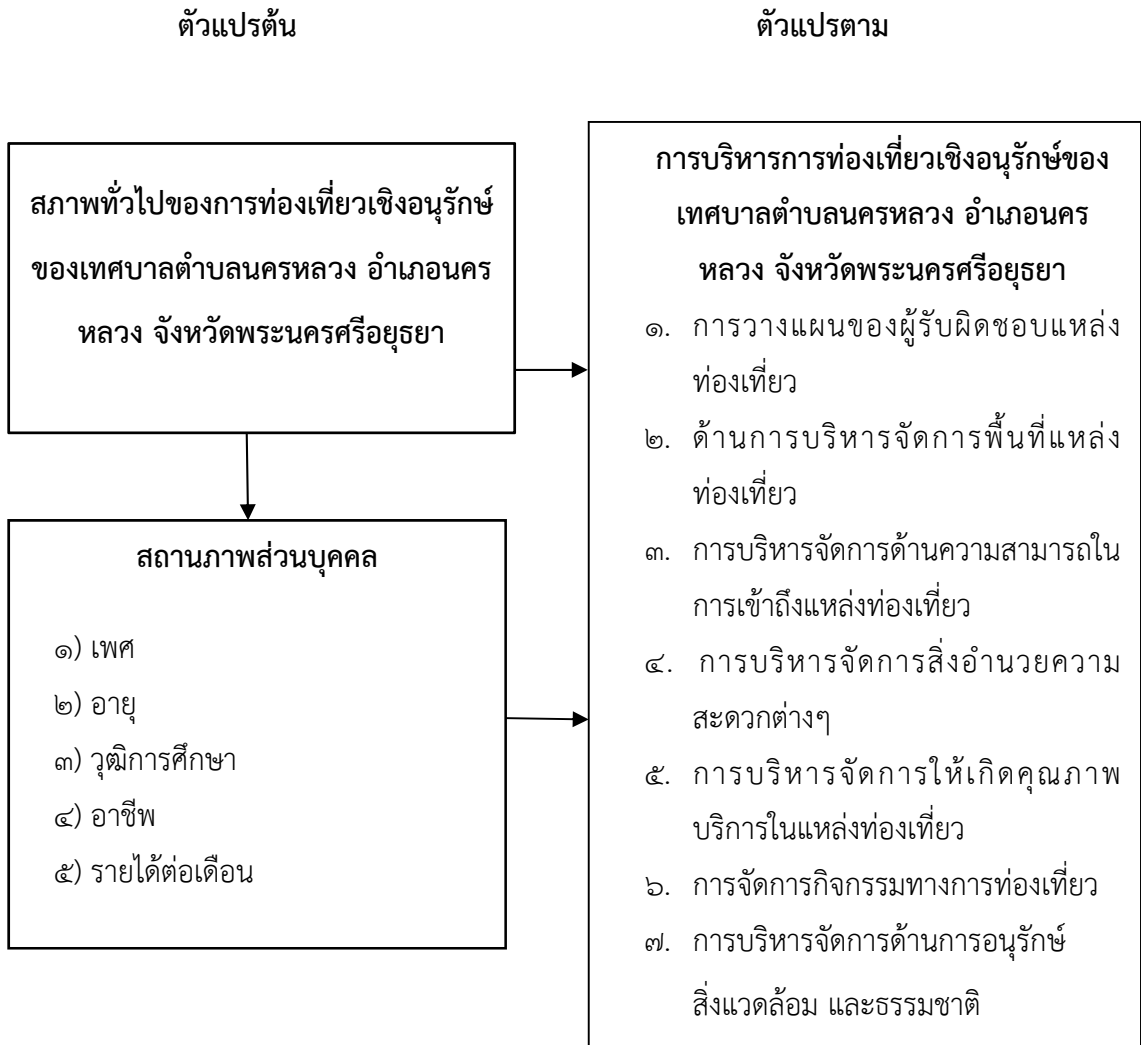 ตัวแปรต้น
ตัวแปรตาม
สภาพทั่วไปของการท่องเที่ยวเชิงอนุรักษ์
ของเทศบาลตำบลนครหลวง อำเภอนคร
หลวง จังหวัดพระนครศรีอยุธยา
สถานภาพส่วนบุคคล
๑) เพศ
๒) อายุ
๓) วุฒิการศึกษา
๔) อาชีพ
๕) รายได้ต่อเดือน
การบริหารการท่องเที่ยวเชิงอนุรักษ์ของ
เทศบาลตำบลนครหลวง อำเภอนคร
หลวง จังหวัดพระนครศรีอยุธยา
๑. การวางแผนของผู้รับผิดชอบแหล่ง
ท่องเที่ยว
๒. ด้านการบริหารจัดการพื้นที่แหล่ง
ท่องเที่ยว
๓. การบริหารจัดการด้านความสามารถใน
การเข้าถึงแหล่งท่องเที่ยว
๔. การบริหารจัดการสิ่งอำนวยความ
สะดวกต่างๆ
๕. การบริหารจัดการให้เกิดคุณภาพ
บริการในแหล่งท่องเที่ยว
๖. การจัดการกิจกรรมทางการท่องเที่ยว
๗. การบริหารจัดการด้านการอนุรักษ์
สิ่งแวดล้อม และธรรมชาติ